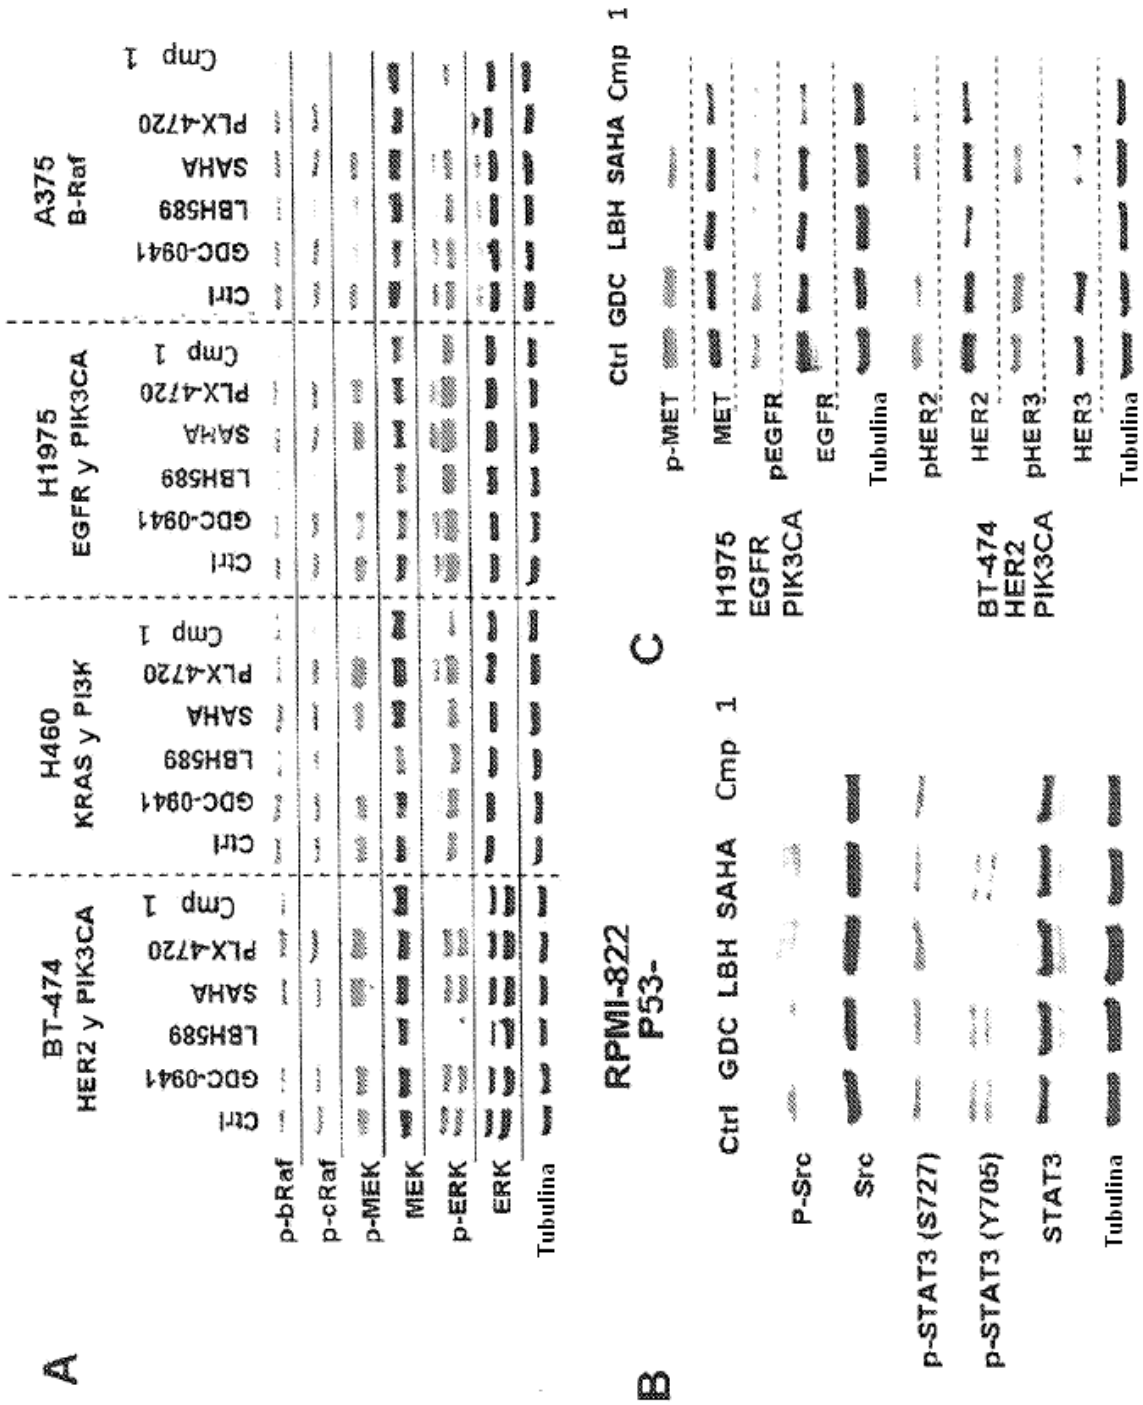 A
BT-474
HER2 y PIK3CA
H460
KRAS y PI3K
H1975
EGFR y PIK3CA
A375
B-Raf
Ctrl GDC-0941 LBH589 SAHA PLX-4720 Cmp 1 Ctrl GDC-0941 LBH589 SAHA PLX-4720 Cmp 1 Ctrl GDC-0941 LBH589 SAHA PLX-4720 Cmp 1 Ctrl GDC-0941 LBH589 SAHA PLX-4720 Cmp 1
p-bRaf
p-cRaf
p-MEK
MEK
p-ERK
ERK
Tubulina
B
RPMI-822
P53-
Ctrl GDC LBH SAHA Cmp 1
P-Src
Src
p-STAT3 (S727)
p-STAT3 (Y705)
STAT3
Tubulina
C
Ctrl GDC LBH SAHA Cmp 1
H1975
EGFR
PIK3CA
p-MET
MET
pEGFR
EGFR
Tubulina
BT-474
HER2
PIK3CA
pHER2
HER2
pHER3
HER3
Tubulina